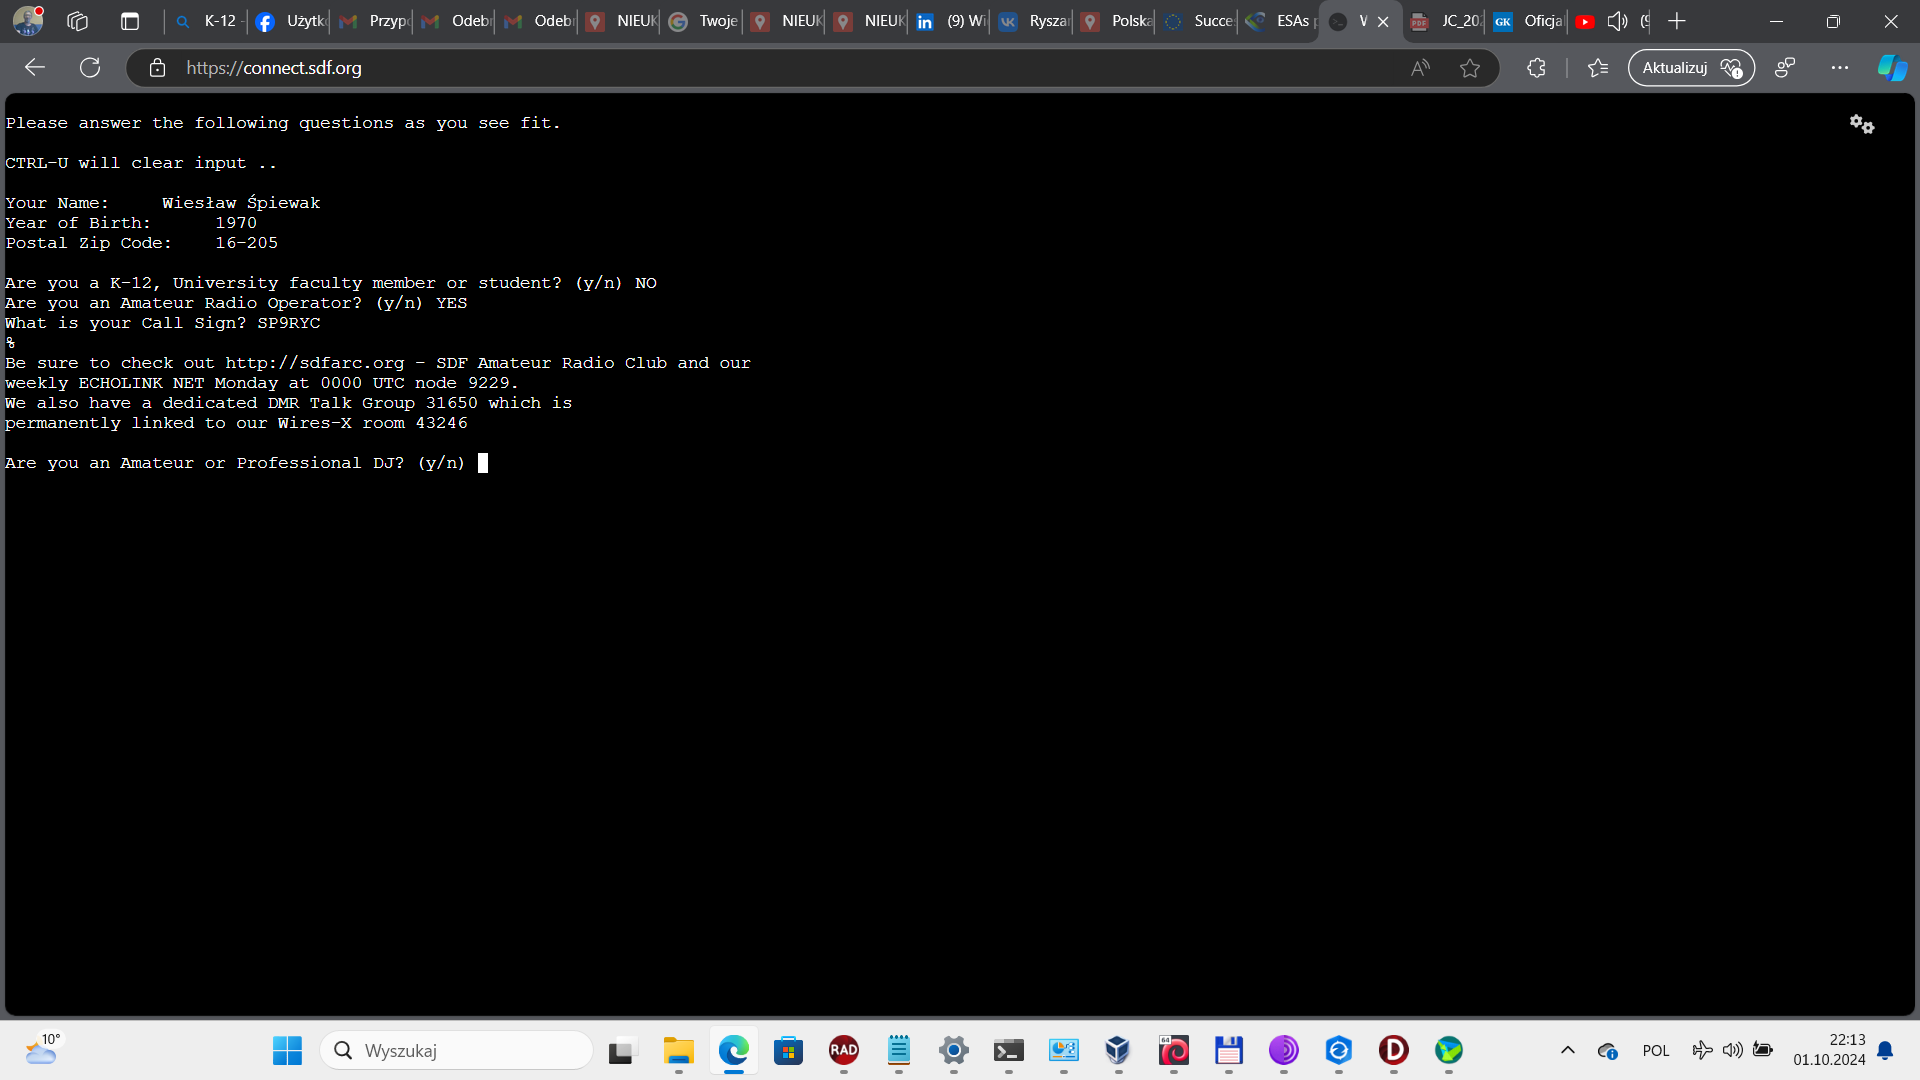 K-12 -
Użytk
Przypo
Odebr
Odebr
NIEUK
Twoje
NIEUK
NIEUK
(9) Wi
Rysza
Polska
Succe
ESAs p
JC_202
Oficja
https://connect.sdf.org
Aktualizuj
Please answer the following questions as you see fit.
CTRL-U will clear input ..
Your Name: Wiesław Śpiewak
Year of Birth: 1970
Postal Zip Code: 16-205
Are you a K-12, University faculty member or student? (y/n) NO
Are you an Amateur Radio Operator? (y/n) YES
What is your Call Sign? SP9RYC
%
Be sure to check out http://sdfarc.org - SDF Amateur Radio Club and our
weekly ECHOLINK NET Monday at 0000 UTC node 9229.
We also have a dedicated DMR Talk Group 31650 which is
permanently linked to our Wires-X room 43246
Are you an Amateur or Professional DJ? (y/n)
10°
Wyszukaj
RAD
64
POL
22:13
01.10.2024